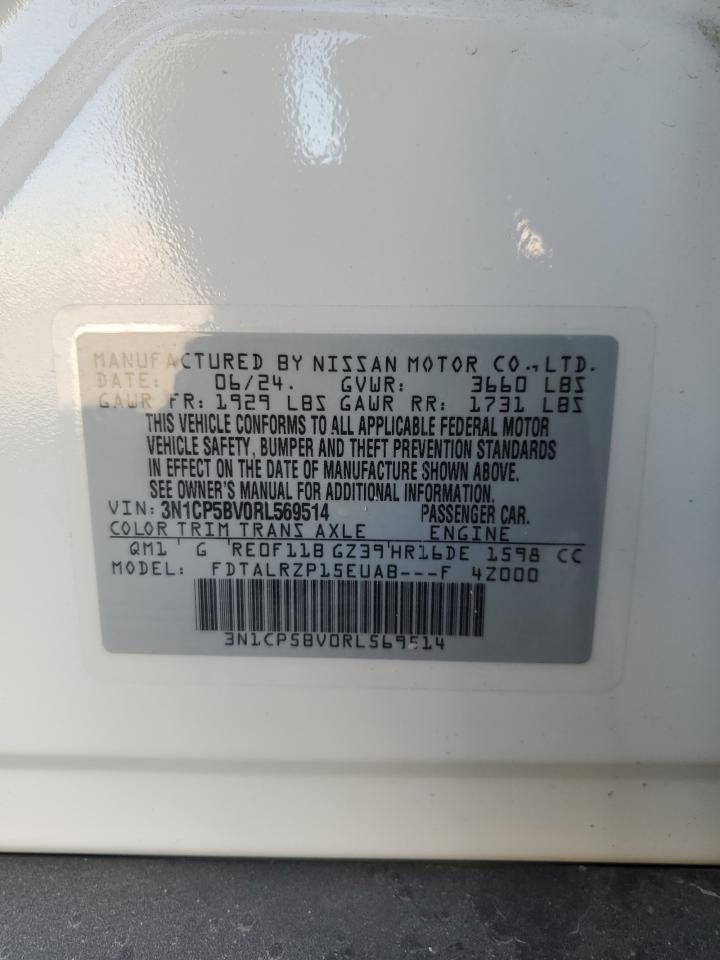 MANUFACTURED BY NISSAN MOTOR CO.,LTD.
DATE: 06/24. GVWR: 3660 LBS
GAWR FR: 1929 LBS GAWR RR: 1731 LBS
THIS VEHICLE CONFORMS TO ALL APPLICABLE FEDERAL MOTOR
VEHICLE SAFETY, BUMPER AND THEFT PREVENTION STANDARDS
IN EFFECT ON THE DATE OF MANUFACTURE SHOWN ABOVE.
SEE OWNER'S MANUAL FOR ADDITIONAL INFORMATION.
VIN: 3N1CP5BV0RL569514 PASSENGER CAR.
COLOR TRIM TRANS AXLE ENGINE
QM1 G RE0F11B GZ39 HR16DE 1598 CC
MODEL: FDTALRZP15EUAB---F 4Z000
3N1CP5BV0RL569514